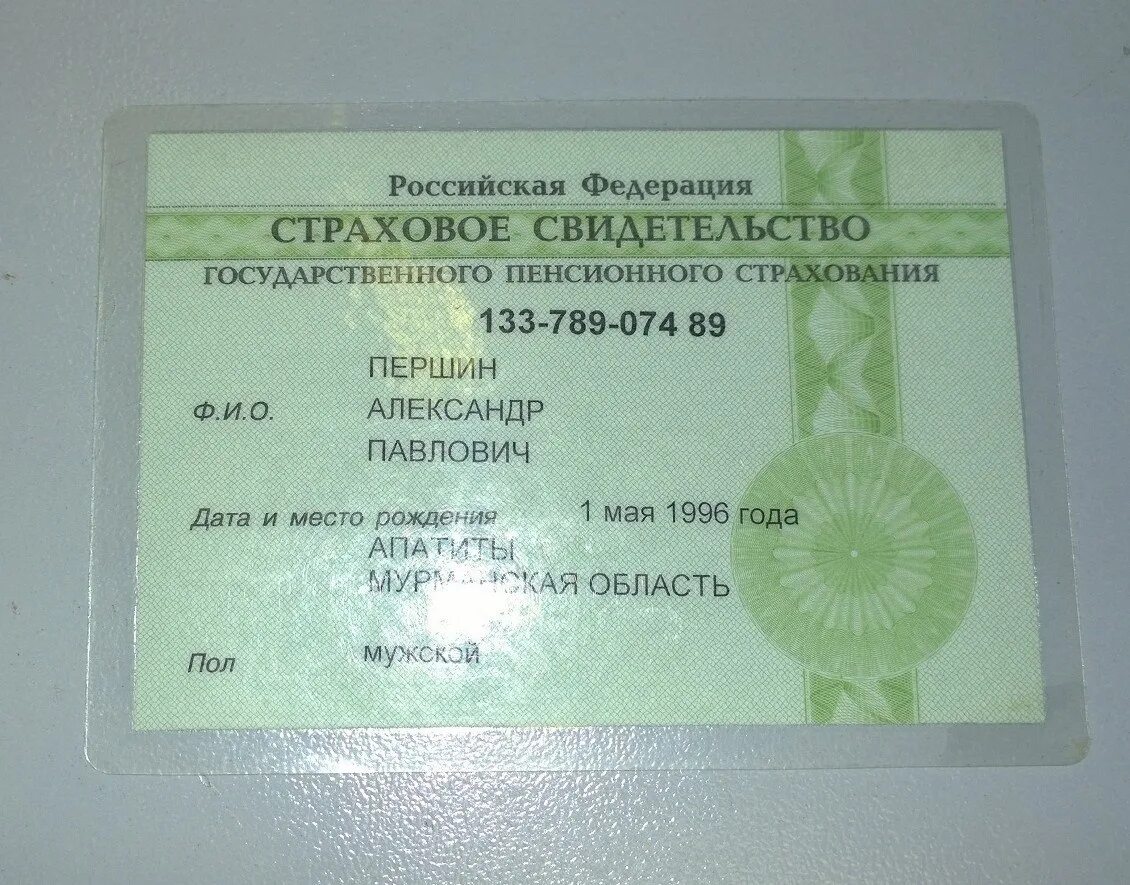 Российская Федерация
СТРАХОВОЕ СВИДЕТЕЛЬСТВО
ГОСУДАРСТВЕННОГО ПЕНСИОННОГО СТРАХОВАНИЯ
133-789-074 89
ПЕРШИН
Ф.И.О. АЛЕКСАНДР
ПАВЛОВИЧ
Дата и место рождения 1 мая 1996 года
АПАТИТЫ
МУРМАНСКАЯ ОБЛАСТЬ
Пол мужской